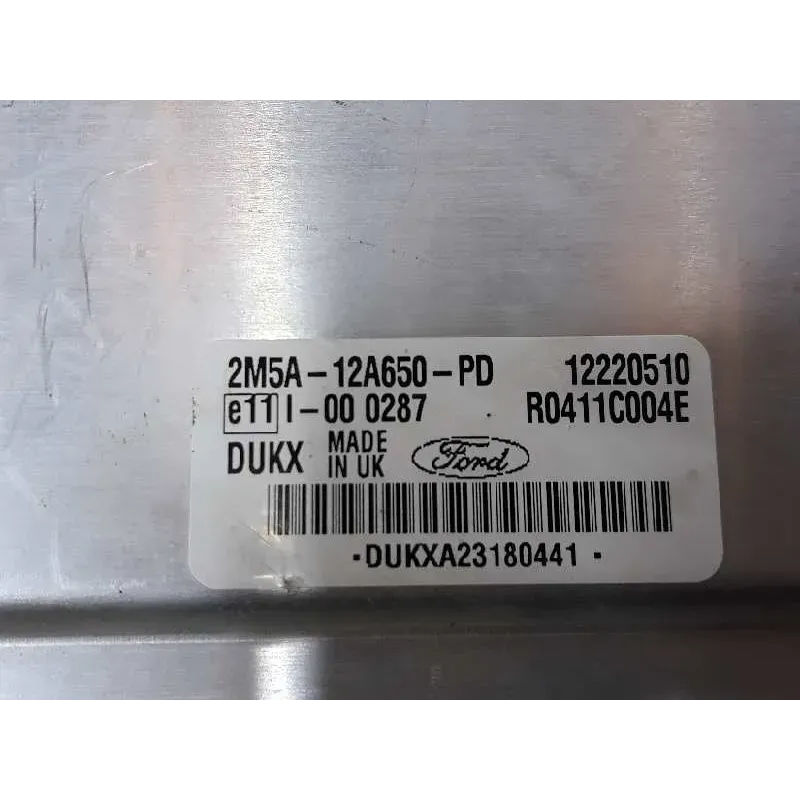 2M5A-12A650-PD 12220510
e11 I-00 0287 R0411C004E
DUKX MADE IN UK Ford
-DUKXA23180441-